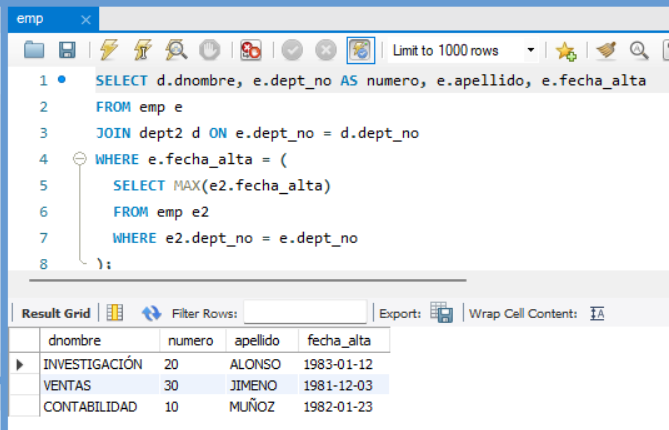 emp
Limit to 1000 rows
1 SELECT d.dnombre, e.dept_no AS numero, e.apellido, e.fecha_alta
2 FROM emp e
3 JOIN dept2 d ON e.dept_no = d.dept_no
4 WHERE e.fecha_alta = (
5 SELECT MAX(e2.fecha_alta)
6 FROM emp e2
7 WHERE e2.dept_no = e.dept_no
8 );
Result Grid Filter Rows: Export: Wrap Cell Content:
dnombre numero apellido fecha_alta
INVESTIGACIÓN 20 ALONSO 1983-01-12
VENTAS 30 JIMENO 1981-12-03
CONTABILIDAD 10 MUÑOZ 1982-01-23